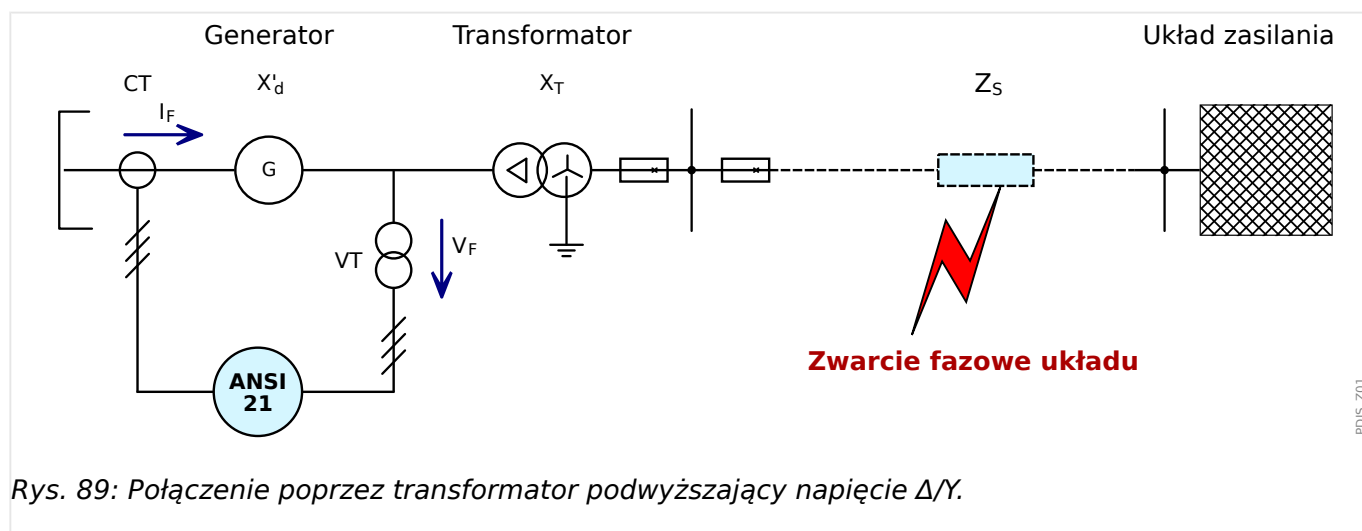 Generator
Transformator
Układ zasilania
CT
X'd
XT
ZS
IF
G
VT
VF
ANSI
21
Zwarcie fazowe układu
PDIS_Z01
Rys. 89: Połączenie poprzez transformator podwyższający napięcie Δ/Y.